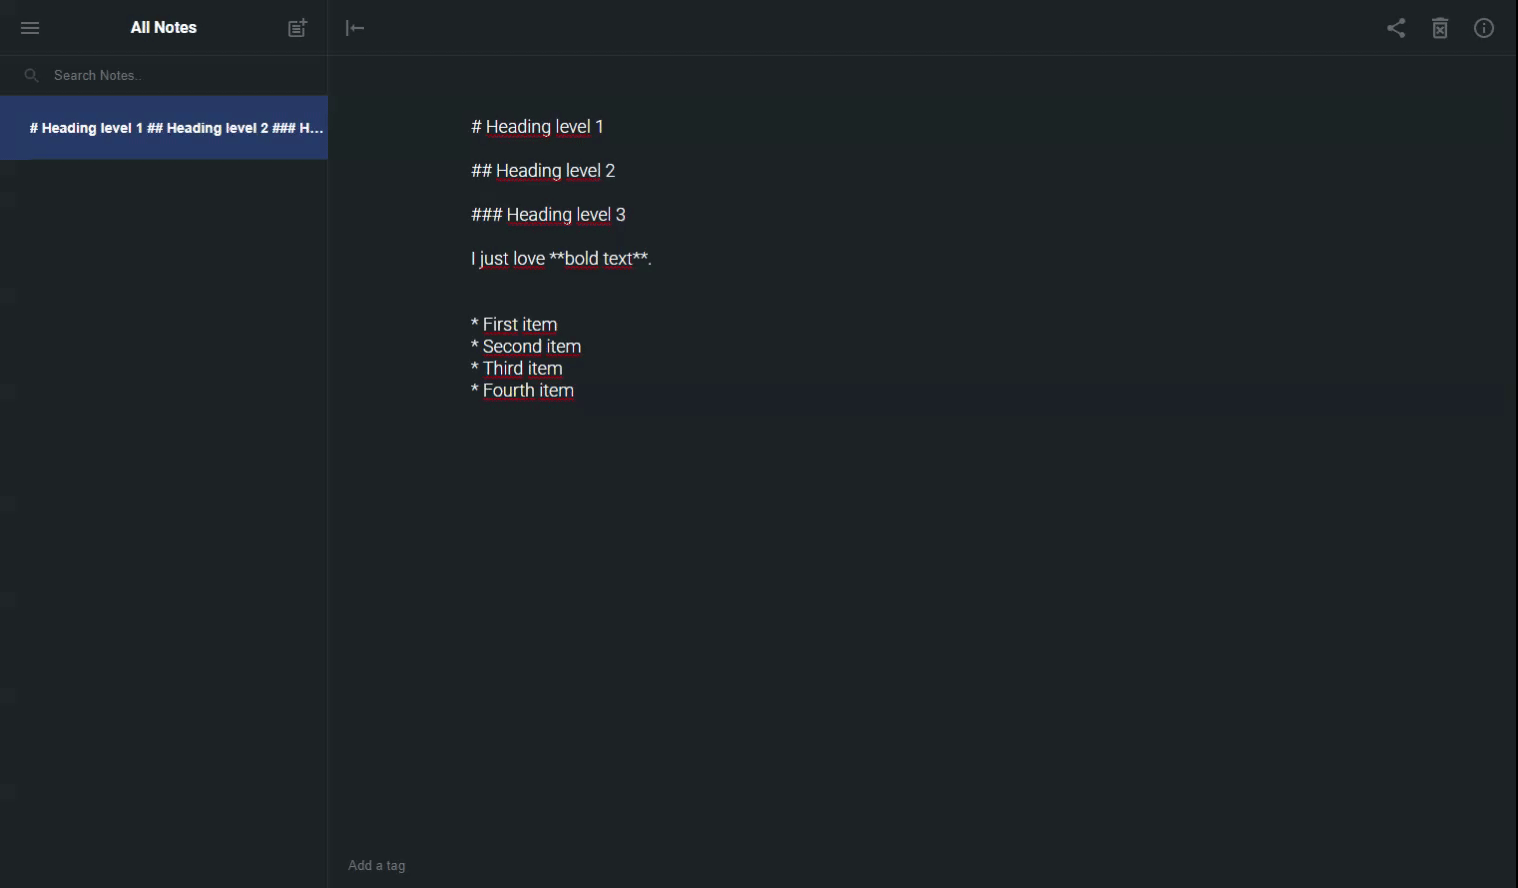 All Notes
Search Notes..
# Heading level 1 ## Heading level 2 ### H...
# Heading level 1
## Heading level 2
### Heading level 3
I just love **bold text**.
* First item
* Second item
* Third item
* Fourth item
Add a tag